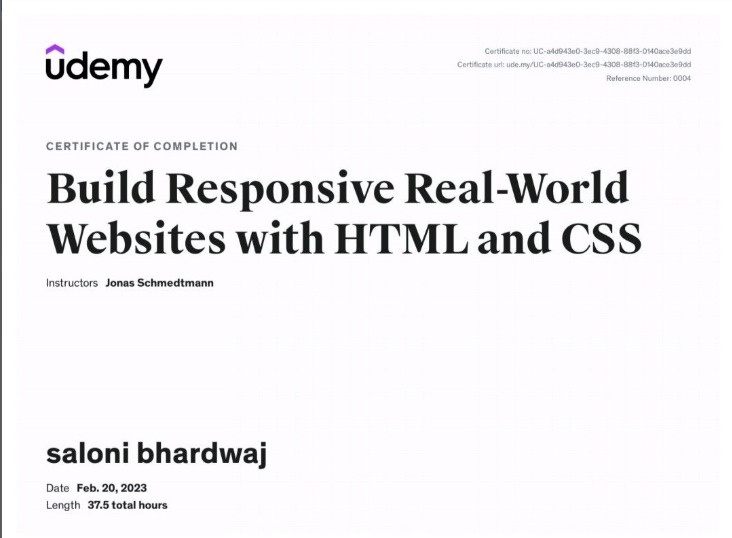 udemy
Certificate no: UC-a4d943e0-3ec9-4308-88f3-0140ace3e9dd
Certificate url: ude.my/UC-a4d943e0-3ec9-4308-88f3-0140ace3e9dd
Reference Number: 0004
CERTIFICATE OF COMPLETION
Build Responsive Real-World
Websites with HTML and CSS
Instructors Jonas Schmedtmann
saloni bhardwaj
Date Feb. 20, 2023
Length 37.5 total hours